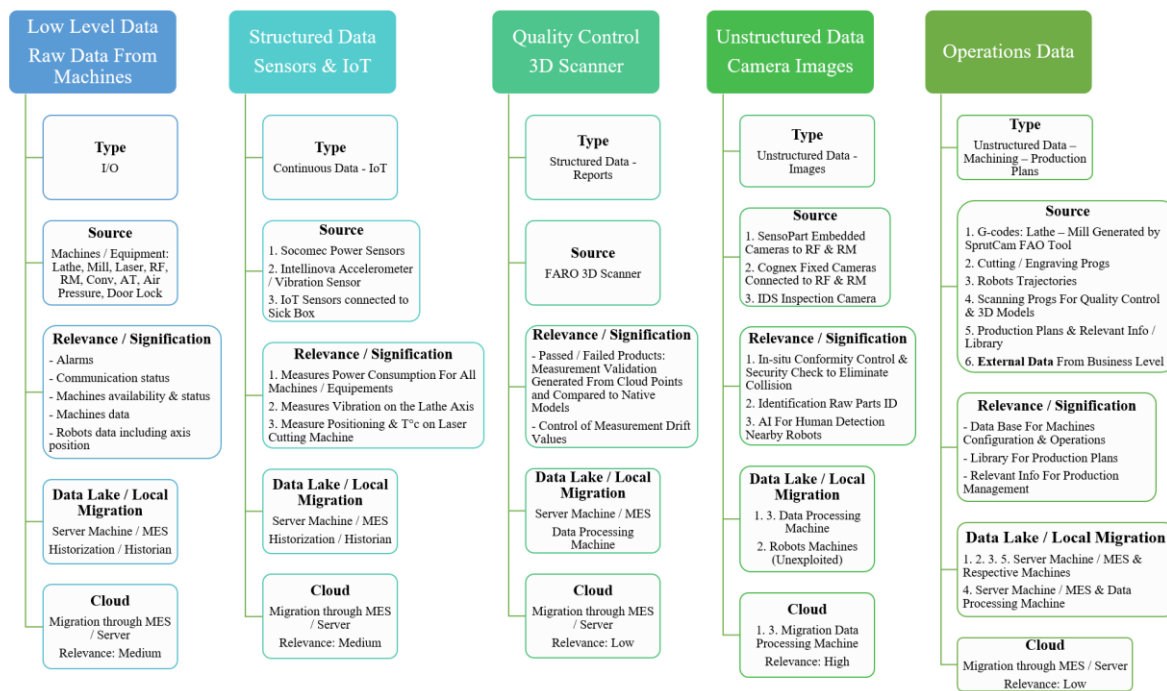 Low Level Data
Raw Data From
Machines
Type
I/O
Source
Machines / Equipment:
Lathe, Mill, Laser, RF,
RM, Conv, AT, Air
Pressure, Door Lock
Relevance / Signification
- Alarms
- Communication status
- Machines availability & status
- Machines data
- Robots data including axis
position
Data Lake / Local
Migration
Server Machine / MES
Historization / Historian
Cloud
Migration through MES
/ Server
Relevance: Medium
Structured Data
Sensors & IoT
Type
Continuous Data - IoT
Source
1. Socomec Power Sensors
2. Intellinova Accelerometer
/ Vibration Sensor
3. IoT Sensors connected to
Sick Box
Relevance / Signification
1. Measures Power Consumption For All
Machines / Equipements
2. Measures Vibration on the Lathe Axis
3. Measure Positioning & T°c on Laser
Cutting Machine
Data Lake / Local
Migration
Server Machine / MES
Historization / Historian
Cloud
Migration through MES
/ Server
Relevance: Medium
Quality Control
3D Scanner
Type
Structured Data -
Reports
Source
FARO 3D Scanner
Relevance / Signification
- Passed / Failed Products:
Measurement Validation
Generated From Cloud Points
and Compared to Native
Models
- Control of Measurement Drift
Values
Data Lake / Local
Migration
Server Machine / MES
Data Processing
Machine
Cloud
Migration through MES
/ Server
Relevance: Low
Unstructured Data
Camera Images
Type
Unstructured Data -
Images
Source
1. SensoPart Embedded
Cameras to RF & RM
2. Cognex Fixed Cameras
Connected to RF & RM
3. IDS Inspection Camera
Relevance / Signification
1. In-situ Conformity Control &
Security Check to Eliminate
Collision
2. Identification Raw Parts ID
3. AI For Human Detection
Nearby Robots
Data Lake / Local
Migration
1. 3. Data Processing
Machine
2. Robots Machines
(Unexploited)
Cloud
1. 3. Migration Data
Processing Machine
Relevance: High
Operations Data
Type
Unstructured Data –
Machining – Production
Plans
Source
1. G-codes: Lathe – Mill Generated by
SprutCam FAO Tool
2. Cutting / Engraving Progs
3. Robots Trajectories
4. Scanning Progs For Quality Control
& 3D Models
5. Production Plans & Relevant Info /
Library
6. External Data From Business Level
Relevance / Signification
- Data Base For Machines
Configuration & Operations
- Library For Production Plans
- Relevant Info For Production
Management
Data Lake / Local Migration
1. 2. 3. 5. Server Machine / MES &
Respective Machines
4. Server Machine / MES & Data
Processing Machine
Cloud
Migration through MES / Server
Relevance: Low